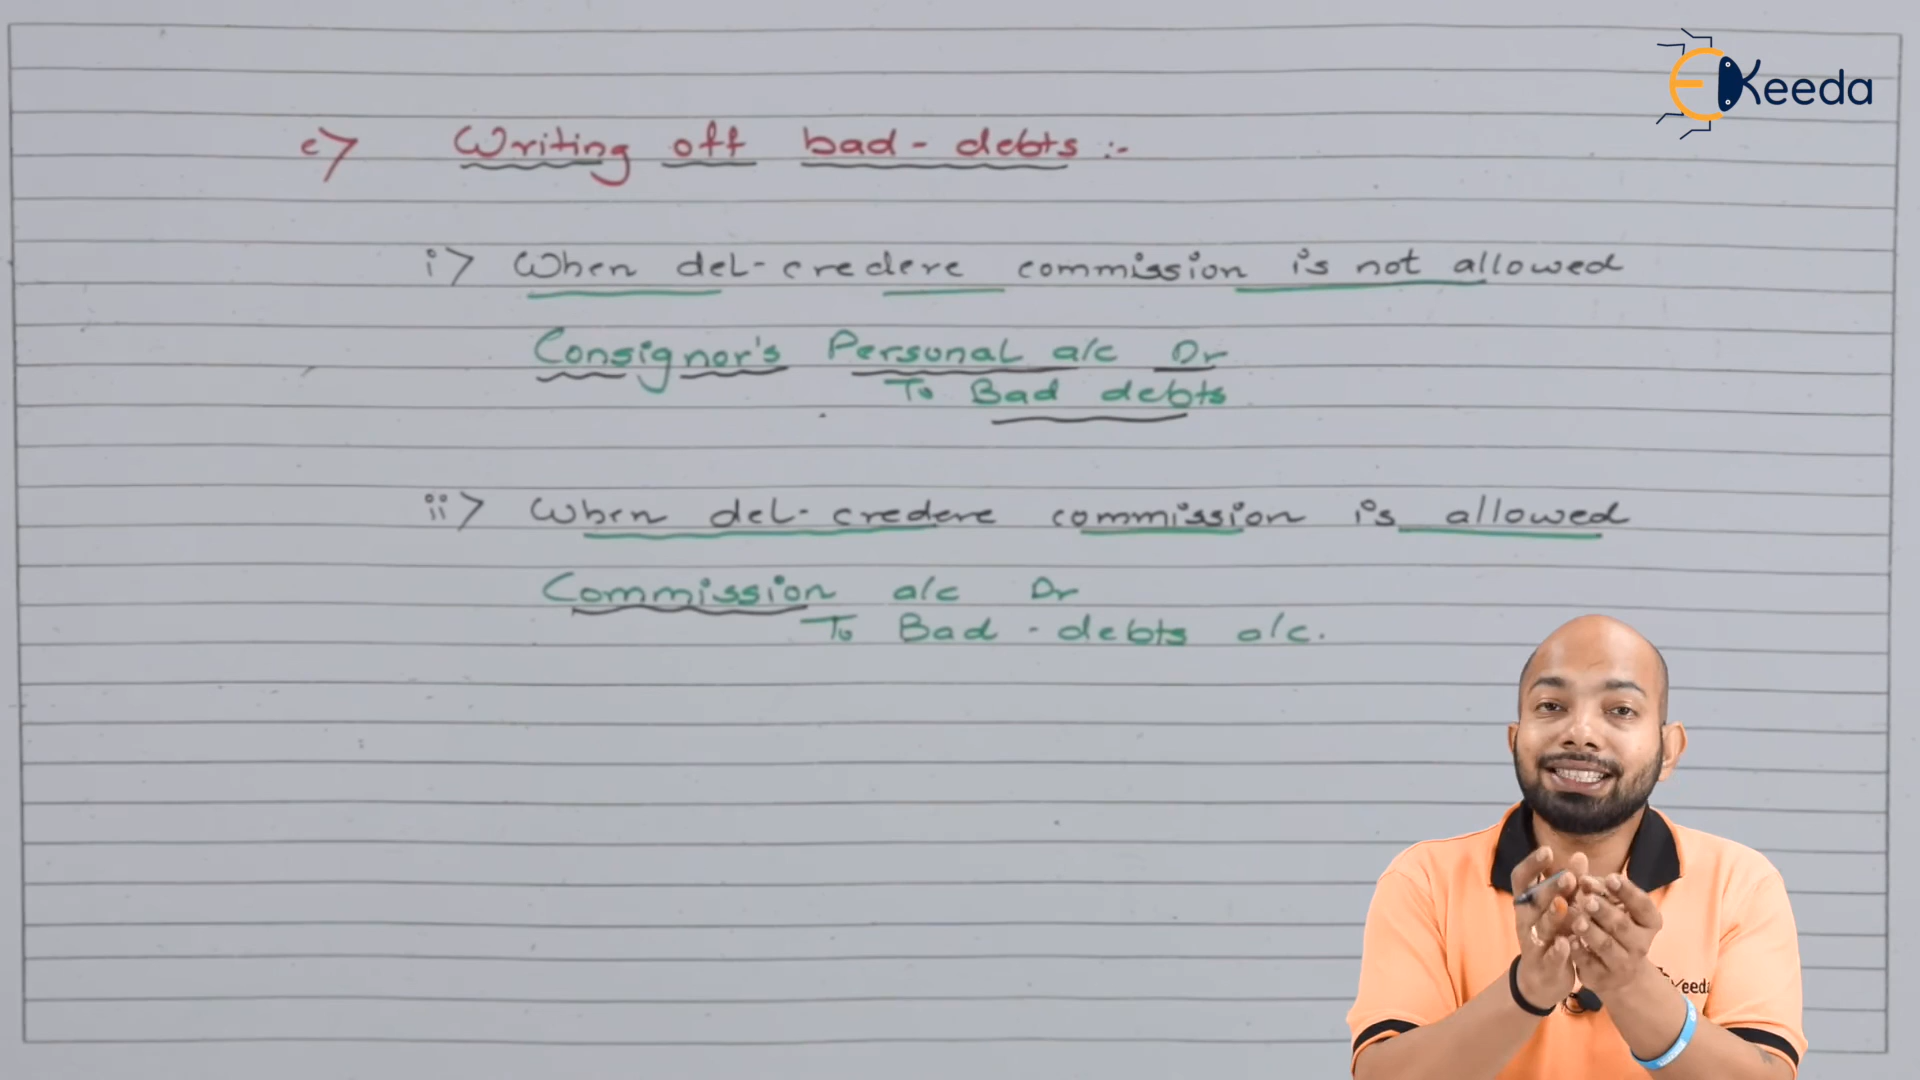 EKeeda
c> Writing off bad-debts :-
i> When del-credere commission is not allowed
Consignor's Personal a/c Dr
To Bad debts
ii> When del-credere commission is allowed
Commission a/c Dr
To Bad-debts a/c.
Keeda